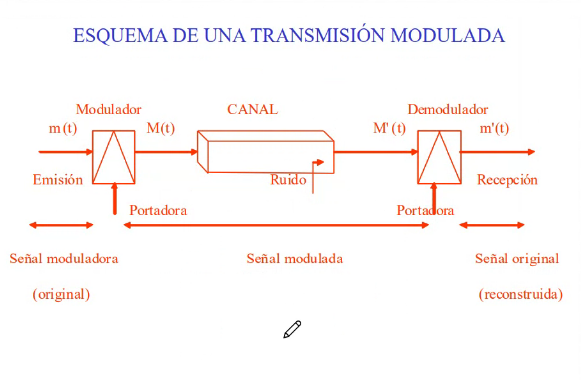 ESQUEMA DE UNA TRANSMISIÓN MODULADA
Modulador CANAL Demodulador
m(t) M(t) M'(t) m'(t)
Emisión Ruido Recepción
Portadora Portadora
Señal moduladora Señal modulada Señal original
(original) (reconstruida)